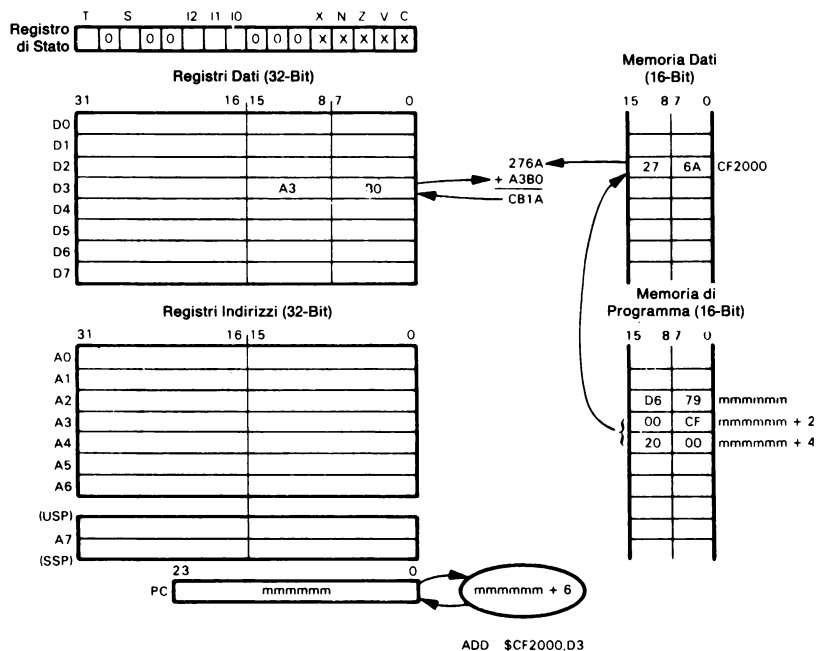 T S I2 I1 I0 X N Z V C
Registro di Stato
0 0 0 0 0 0 X X X X X
Registri Dati (32-Bit)
31 16 15 8 7 0
D0
D1
D2
D3 A3 B0
D4
D5
D6
D7
276A
+ A3B0
CB1A
Memoria Dati
(16-Bit)
15 8 7 0
27 6A CF2000
Registri Indirizzi (32-Bit)
31 16 15 0
A0
A1
A2
A3
A4
A5
A6
(USP)
A7
(SSP)
Memoria di
Programma (16-Bit)
15 8 7 0
D6 79 mmmmmm
00 CF mmmmmm + 2
20 00 mmmmmm + 4
23 0
PC mmmmmm
mmmmmm + 6
ADD $CF2000,D3